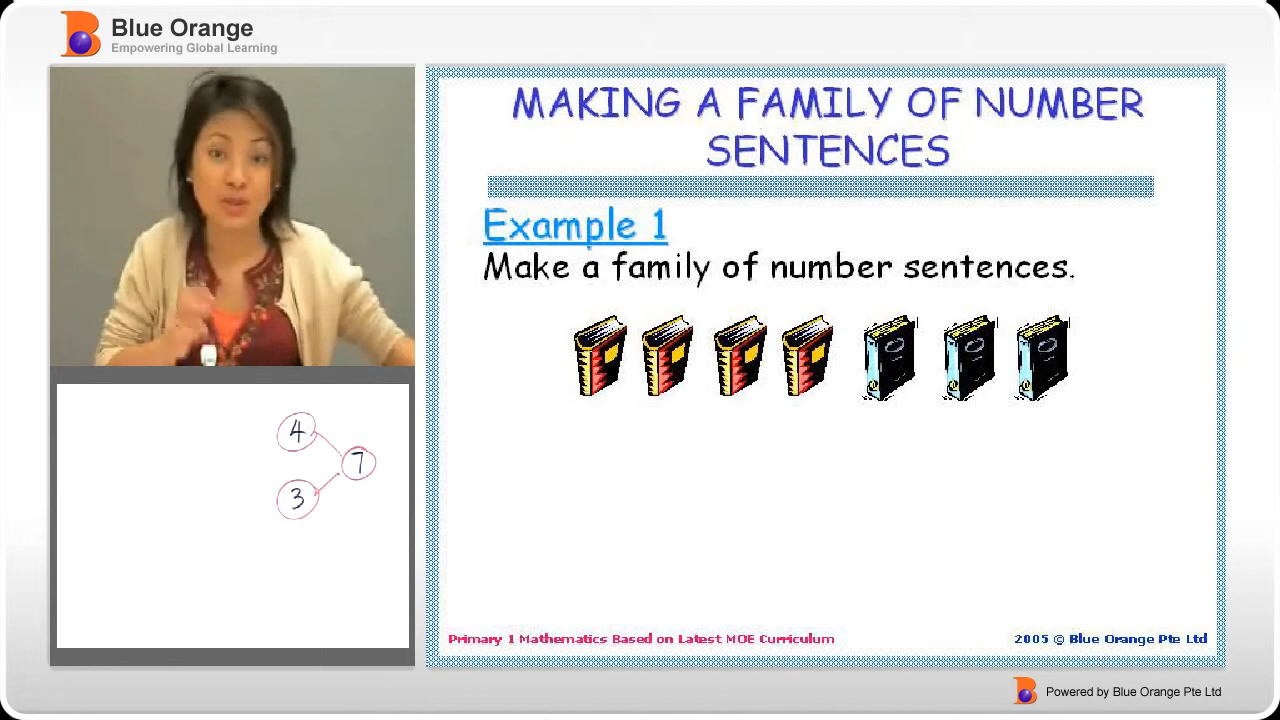 Blue Orange
Empowering Global Learning
MAKING A FAMILY OF NUMBER
SENTENCES
Example 1
Make a family of number sentences.
4
7
3
Primary 1 Mathematics Based on Latest MOE Curriculum
2005 © Blue Orange Pte Ltd
Powered by Blue Orange Pte Ltd